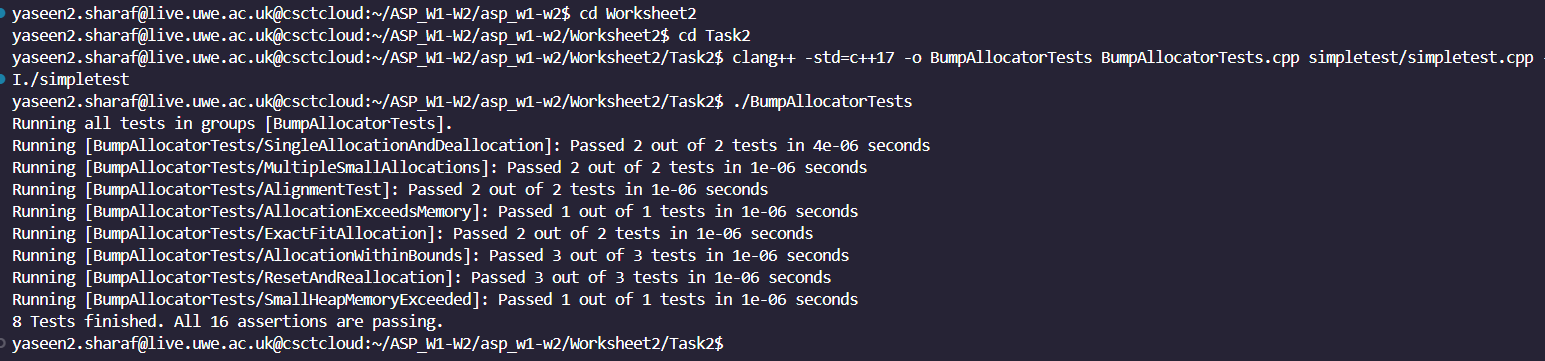 yaseen2.sharaf@live.uwe.ac.uk@csctcloud:~/ASP_W1-W2/asp_w1-w2$ cd Worksheet2
yaseen2.sharaf@live.uwe.ac.uk@csctcloud:~/ASP_W1-W2/asp_w1-w2/Worksheet2$ cd Task2
yaseen2.sharaf@live.uwe.ac.uk@csctcloud:~/ASP_W1-W2/asp_w1-w2/Worksheet2/Task2$ clang++ -std=c++17 -o BumpAllocatorTests BumpAllocatorTests.cpp simpletest/simpletest.cpp -
I./simpletest
yaseen2.sharaf@live.uwe.ac.uk@csctcloud:~/ASP_W1-W2/asp_w1-w2/Worksheet2/Task2$ ./BumpAllocatorTests
Running all tests in groups [BumpAllocatorTests].
Running [BumpAllocatorTests/SingleAllocationAndDeallocation]: Passed 2 out of 2 tests in 4e-06 seconds
Running [BumpAllocatorTests/MultipleSmallAllocations]: Passed 2 out of 2 tests in 1e-06 seconds
Running [BumpAllocatorTests/AlignmentTest]: Passed 2 out of 2 tests in 1e-06 seconds
Running [BumpAllocatorTests/AllocationExceedsMemory]: Passed 1 out of 1 tests in 1e-06 seconds
Running [BumpAllocatorTests/ExactFitAllocation]: Passed 2 out of 2 tests in 1e-06 seconds
Running [BumpAllocatorTests/AllocationWithinBounds]: Passed 3 out of 3 tests in 1e-06 seconds
Running [BumpAllocatorTests/ResetAndReallocation]: Passed 3 out of 3 tests in 1e-06 seconds
Running [BumpAllocatorTests/SmallHeapMemoryExceeded]: Passed 1 out of 1 tests in 1e-06 seconds
8 Tests finished. All 16 assertions are passing.
yaseen2.sharaf@live.uwe.ac.uk@csctcloud:~/ASP_W1-W2/asp_w1-w2/Worksheet2/Task2$